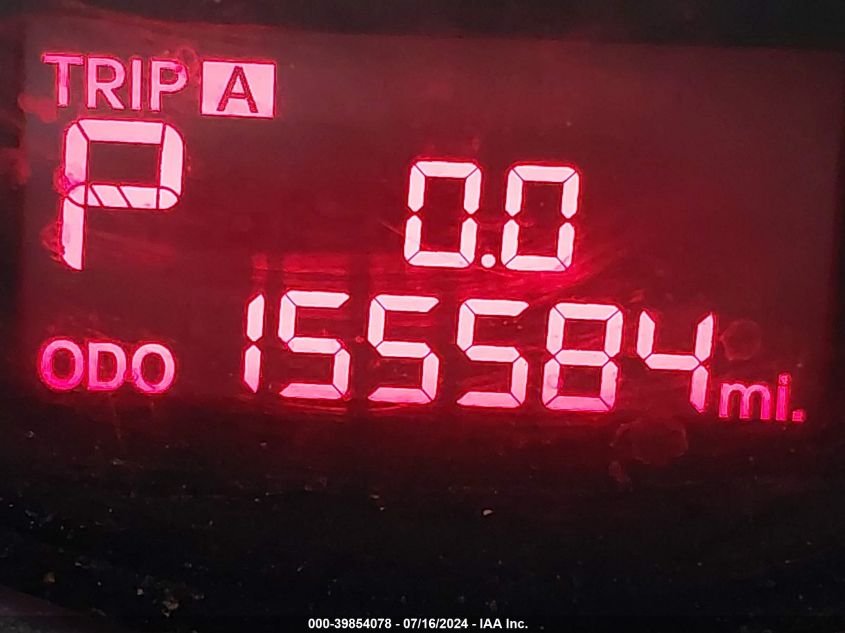 TRIP A
P
0.0
ODO 155584 mi.
000-39854078 - 07/16/2024 - IAA Inc.